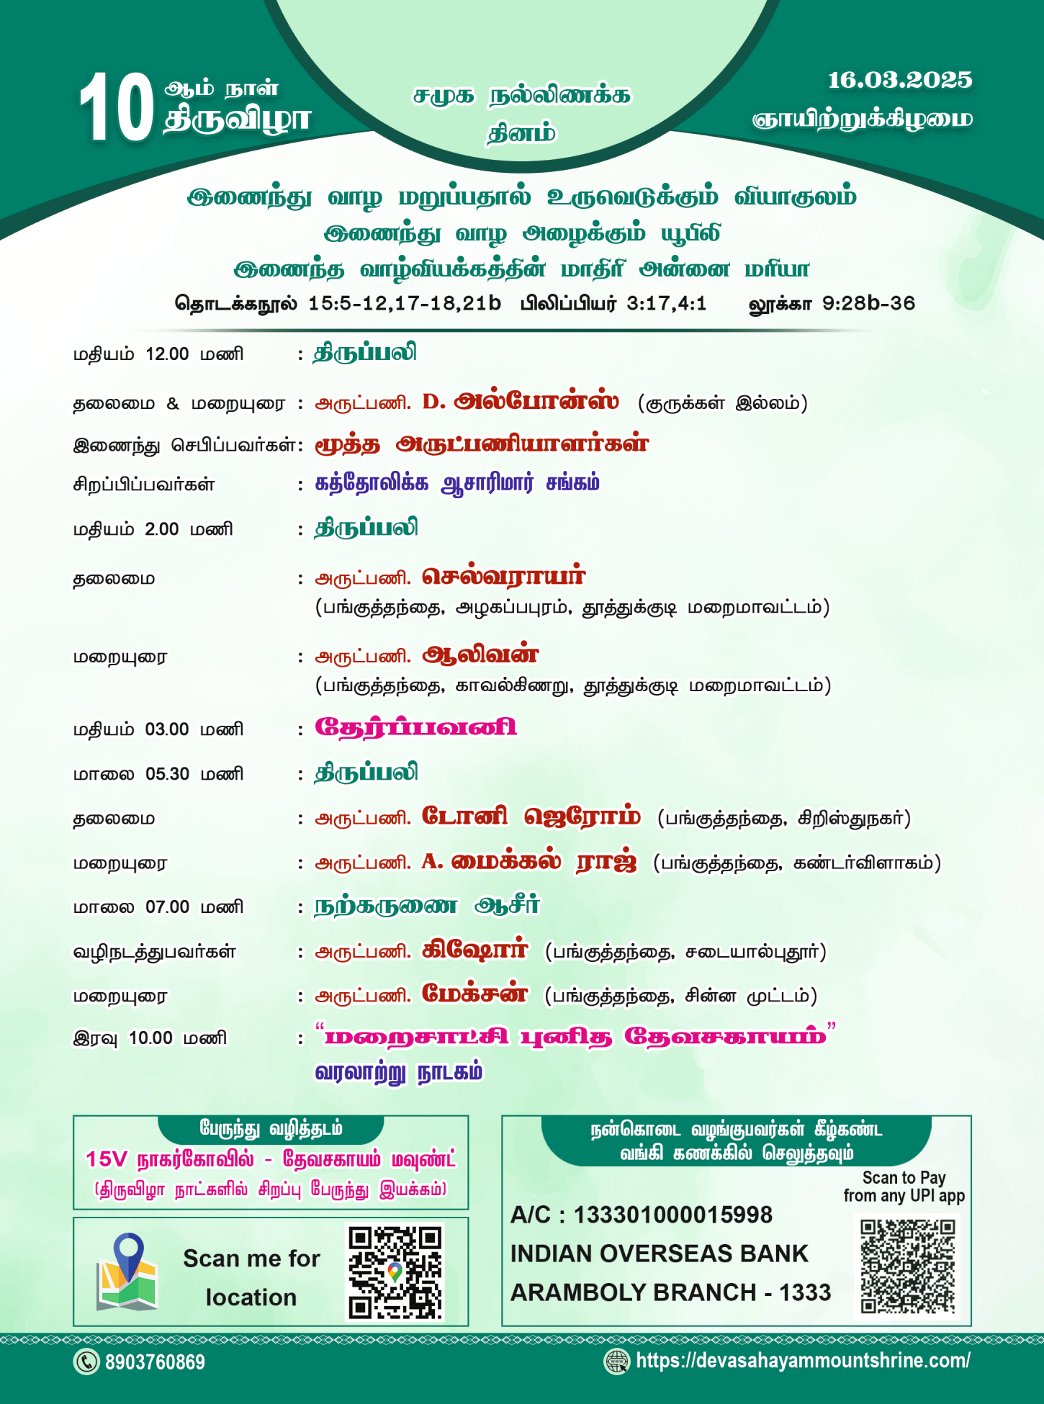 10 ஆம் நாள்
திருவிழா
சமுக நல்லிணக்க
தினம்
16.03.2025
ஞாயிற்றுக்கிழமை
இணைந்து வாழ மறுப்பதால் உருவெடுக்கும் வியாகுலம்
இணைந்து வாழ அழைக்கும் யூபிலி
இணைந்த வாழ்வியக்கத்தின் மாதிரி அன்னை மரியா
தொடக்கநூல் 15:5-12,17-18,21b பிலிப்பியர் 3:17,4:1 லூக்கா 9:28b-36
மதியம் 12.00 மணி : திருப்பலி
தலைமை & மறையுரை : அருட்பணி. D. அல்போன்ஸ் (குருக்கள் இல்லம்)
இணைந்து செபிப்பவர்கள்: மூத்த அருட்பணியாளர்கள்
சிறப்பிப்பவர்கள் : கத்தோலிக்க ஆசாரிமார் சங்கம்
மதியம் 2.00 மணி : திருப்பலி
தலைமை : அருட்பணி. செல்வராயர்
(பங்குத்தந்தை, அழகப்பபுரம், தூத்துக்குடி மறைமாவட்டம்)
மறையுரை : அருட்பணி. ஆலிவன்
(பங்குத்தந்தை, காவல்கிணறு, தூத்துக்குடி மறைமாவட்டம்)
மதியம் 03.00 மணி : தேர்ப்பவனி
மாலை 05.30 மணி : திருப்பலி
தலைமை : அருட்பணி. டோனி ஜெரோம் (பங்குத்தந்தை, கிறிஸ்துநகர்)
மறையுரை : அருட்பணி. A. மைக்கல் ராஜ் (பங்குத்தந்தை, கண்டர்விளாகம்)
மாலை 07.00 மணி : நற்கருணை ஆசீர்
வழிநடத்துபவர்கள் : அருட்பணி. கிஷோர் (பங்குத்தந்தை, சடையால்புதூர்)
மறையுரை : அருட்பணி. மேக்சன் (பங்குத்தந்தை, சின்ன முட்டம்)
இரவு 10.00 மணி : “மறைசாட்சி புனித தேவசகாயம்”
வரலாற்று நாடகம்
பேருந்து வழித்தடம்
15V நாகர்கோவில் - தேவசகாயம் மவுண்ட்
(திருவிழா நாட்களில் சிறப்பு பேருந்து இயக்கம்)
Scan me for
location
நன்கொடை வழங்குபவர்கள் கீழ்கண்ட
வங்கி கணக்கில் செலுத்தவும்
Scan to Pay
from any UPI app
A/C : 133301000015998
INDIAN OVERSEAS BANK
ARAMBOLY BRANCH - 1333
8903760869
https://devasahayammountshrine.com/